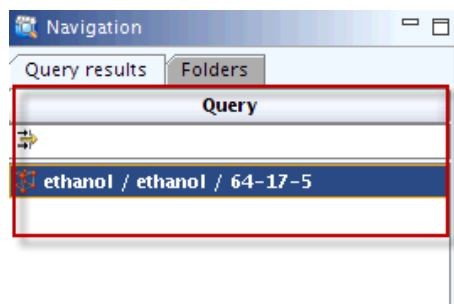 Navigation
Query results Folders
Query
ethanol / ethanol / 64-17-5